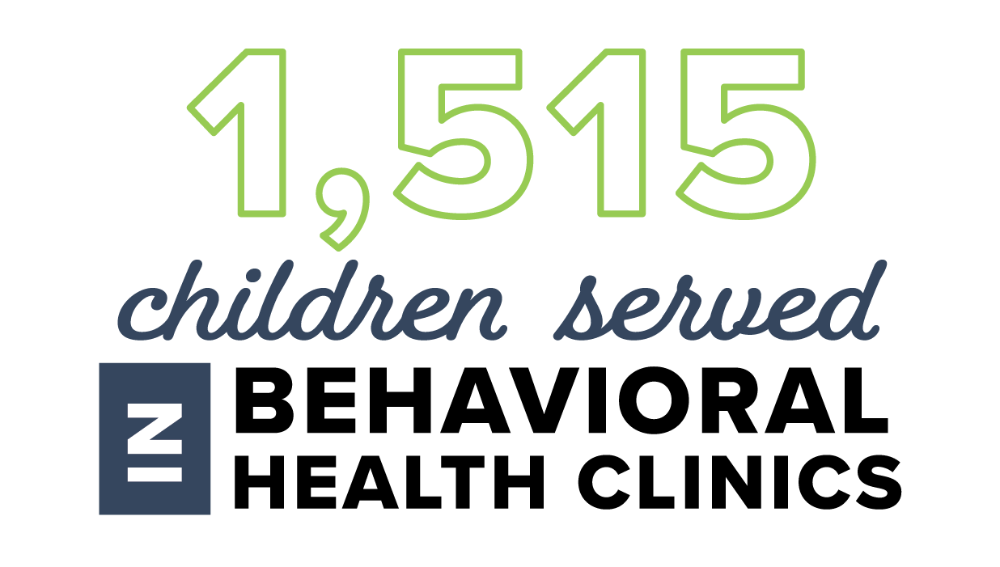 1,515
children served
IN BEHAVIORAL
HEALTH CLINICS